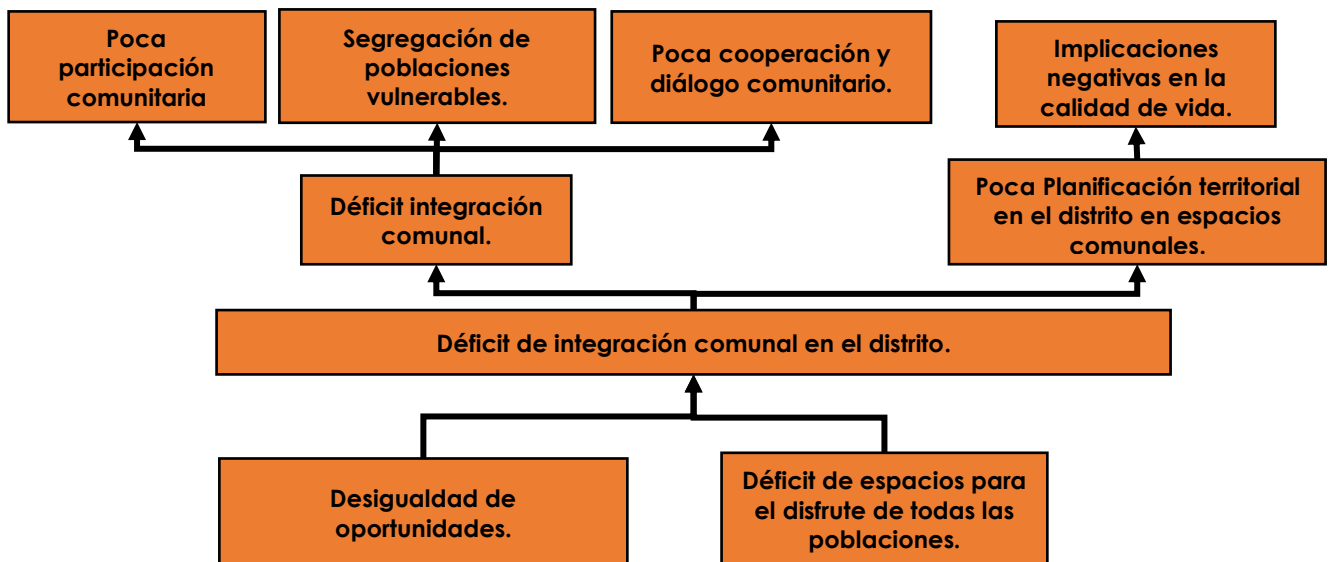 Poca
participación
comunitaria
Segregación de
poblaciones
vulnerables.
Poca cooperación y
diálogo comunitario.
Implicaciones
negativas en la
calidad de vida.
Déficit integración
comunal.
Poca Planificación territorial
en el distrito en espacios
comunales.
Déficit de integración comunal en el distrito.
Desigualdad de
oportunidades.
Déficit de espacios para
el disfrute de todas las
poblaciones.